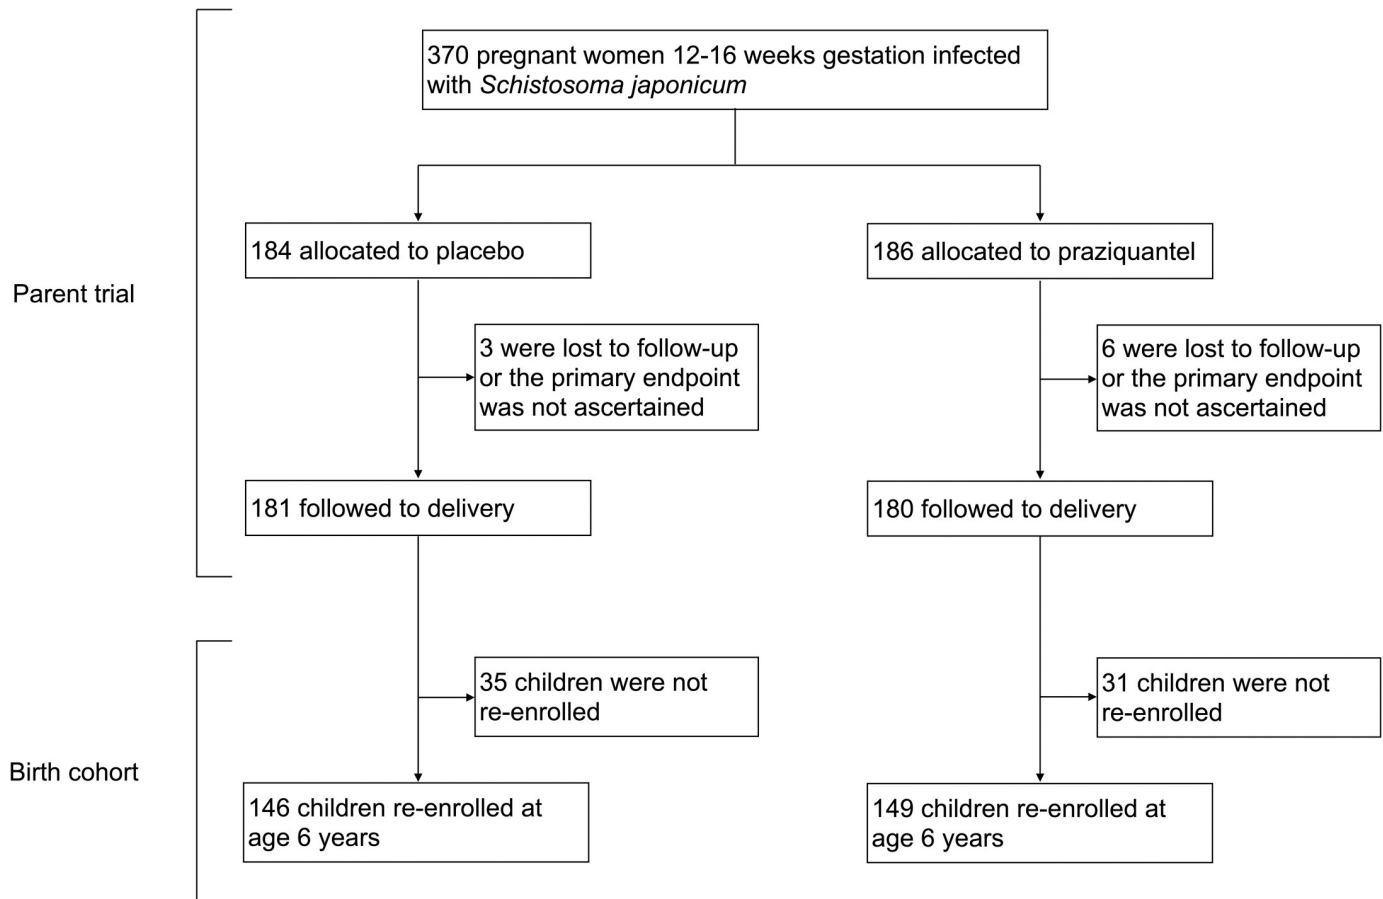 370 pregnant women 12-16 weeks gestation infected
with Schistosoma japonicum
184 allocated to placebo
186 allocated to praziquantel
Parent trial
3 were lost to follow-up
or the primary endpoint
was not ascertained
6 were lost to follow-up
or the primary endpoint
was not ascertained
181 followed to delivery
180 followed to delivery
35 children were not
re-enrolled
31 children were not
re-enrolled
Birth cohort
146 children re-enrolled at
age 6 years
149 children re-enrolled at
age 6 years